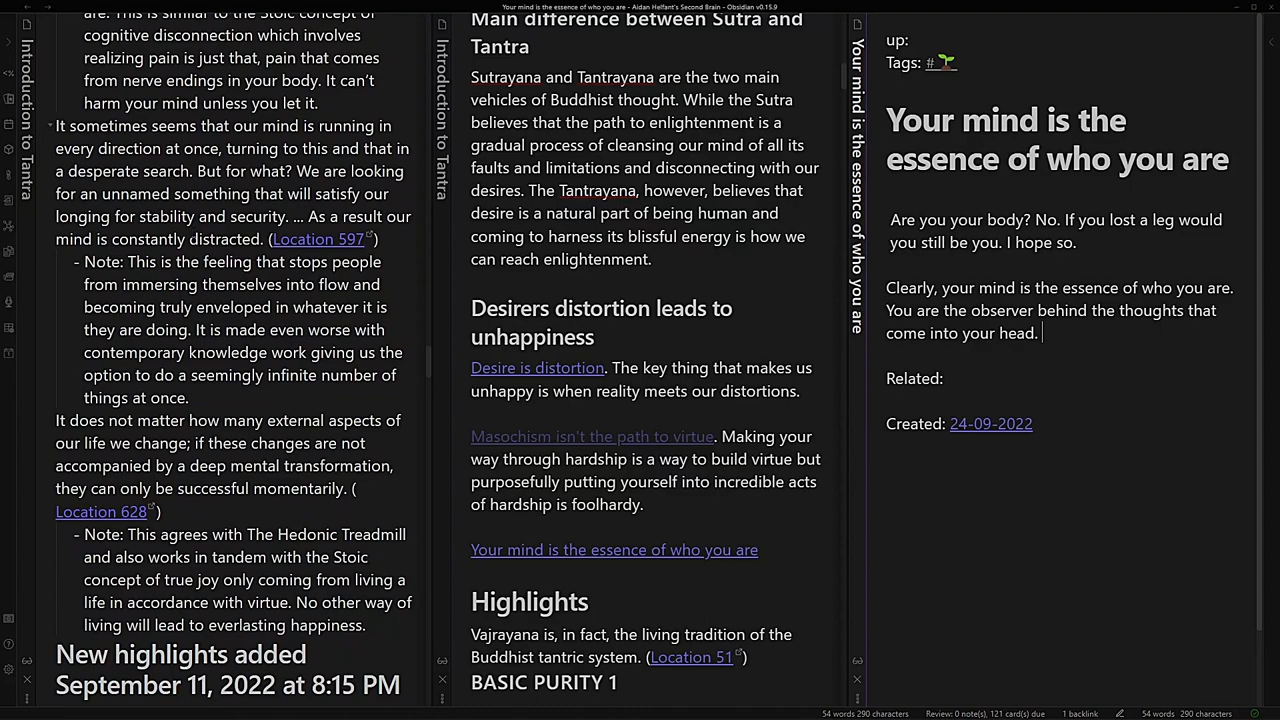 Your mind is the essence of who you are - Aidan Helfant's Second Brain - Obsidian v0.15.9
Introduction to Tantra
are. This is similar to the Stoic concept of
cognitive disconnection which involves
realizing pain is just that, pain that comes
from nerve endings in your body. It can't
harm your mind unless you let it.
It sometimes seems that our mind is running in
every direction at once, turning to this and that in
a desperate search. But for what? We are looking
for an unnamed something that will satisfy our
longing for stability and security. ... As a result our
mind is constantly distracted. (Location 597)
- Note: This is the feeling that stops people
from immersing themselves into flow and
becoming truly enveloped in whatever it is
they are doing. It is made even worse with
contemporary knowledge work giving us the
option to do a seemingly infinite number of
things at once.
It does not matter how many external aspects of
our life we change; if these changes are not
accompanied by a deep mental transformation,
they can only be successful momentarily. (
Location 628)
- Note: This agrees with The Hedonic Treadmill
and also works in tandem with the Stoic
concept of true joy only coming from living a
life in accordance with virtue. No other way of
living will lead to everlasting happiness.
New highlights added
September 11, 2022 at 8:15 PM
Introduction to Tantra
Main difference between Sutra and
Tantra
Sutrayana and Tantrayana are the two main
vehicles of Buddhist thought. While the Sutra
believes that the path to enlightenment is a
gradual process of cleansing our mind of all its
faults and limitations and disconnecting with our
desires. The Tantrayana, however, believes that
desire is a natural part of being human and
coming to harness its blissful energy is how we
can reach enlightenment.
Desirers distortion leads to
unhappiness
Desire is distortion. The key thing that makes us
unhappy is when reality meets our distortions.
Masochism isn't the path to virtue. Making your
way through hardship is a way to build virtue but
purposefully putting yourself into incredible acts
of hardship is foolhardy.
Your mind is the essence of who you are
Highlights
Vajrayana is, in fact, the living tradition of the
Buddhist tantric system. (Location 51)
BASIC PURITY 1
Your mind is the essence of who you are
up:
Tags: #🌱
Your mind is the
essence of who you are
Are you your body? No. If you lost a leg would
you still be you. I hope so.
Clearly, your mind is the essence of who you are.
You are the observer behind the thoughts that
come into your head.
Related:
Created: 24-09-2022
54 words 290 characters
Review: 0 note(s), 121 card(s) due
1 backlink
54 words 290 characters